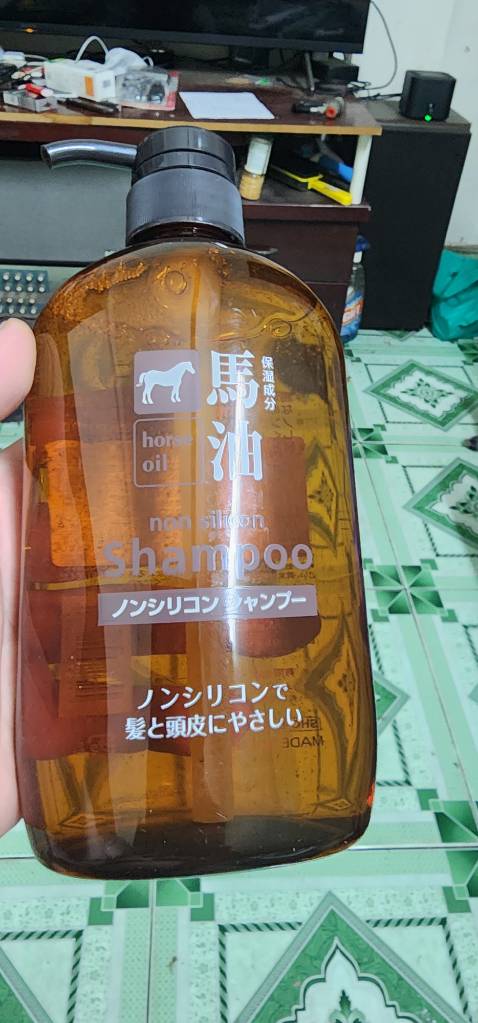 馬油
保湿成分
horse
oil
non silicon
Shampoo
ノンシリコン シャンプー
ノンシリコンで
髪と頭皮にやさしい
MADE